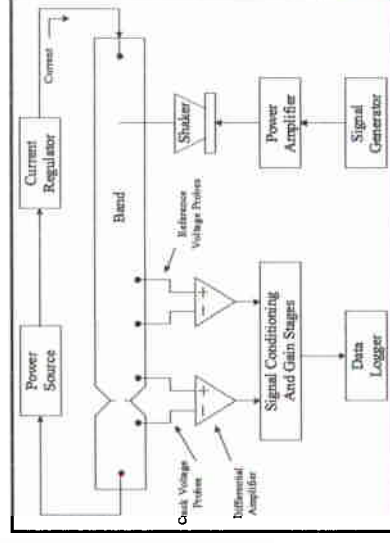 Current
Power
Source
Current
Regulator
Band
Crack Voltage
Probes
Reference
Voltage Probes
Shaker
Differential
Amplifier
Signal Conditioning
And Gain Stages
Power
Amplifier
Data
Logger
Signal
Generator